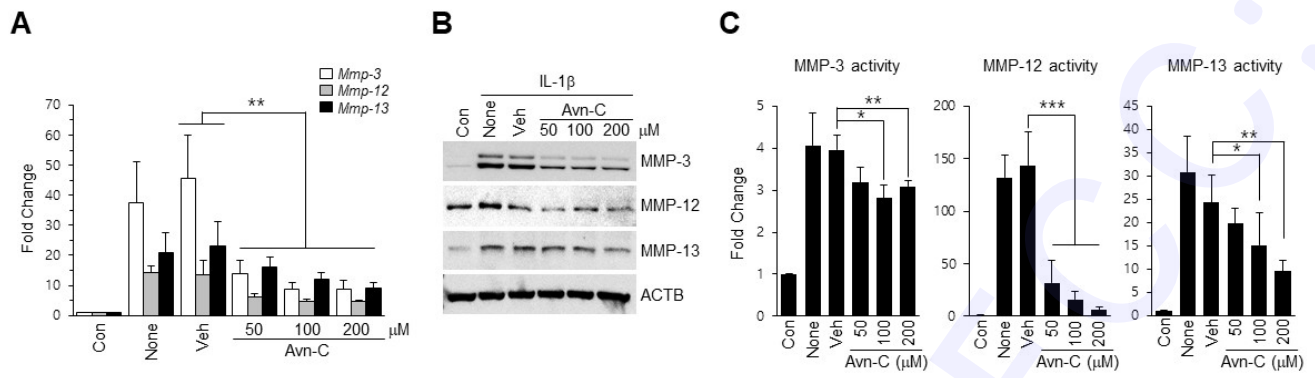 A
Mmp-3
Mmp-12
Mmp-13
**
Fold Change
70
60
50
40
30
20
10
0
Con
None
Veh
50
100
200
μM
Avn-C
B
IL-1β
Avn-C
Con
None
Veh
50
100
200
μM
MMP-3
MMP-12
MMP-13
ACTB
C
MMP-3 activity
**
*
Fold Change
5
4
3
2
1
0
Con
None
Veh
50
100
200
Avn-C (μM)
MMP-12 activity
***
200
150
100
50
0
Con
None
Veh
50
100
200
Avn-C (μM)
MMP-13 activity
**
*
45
40
35
30
25
20
15
10
5
0
Con
None
Veh
50
100
200
Avn-C (μM)